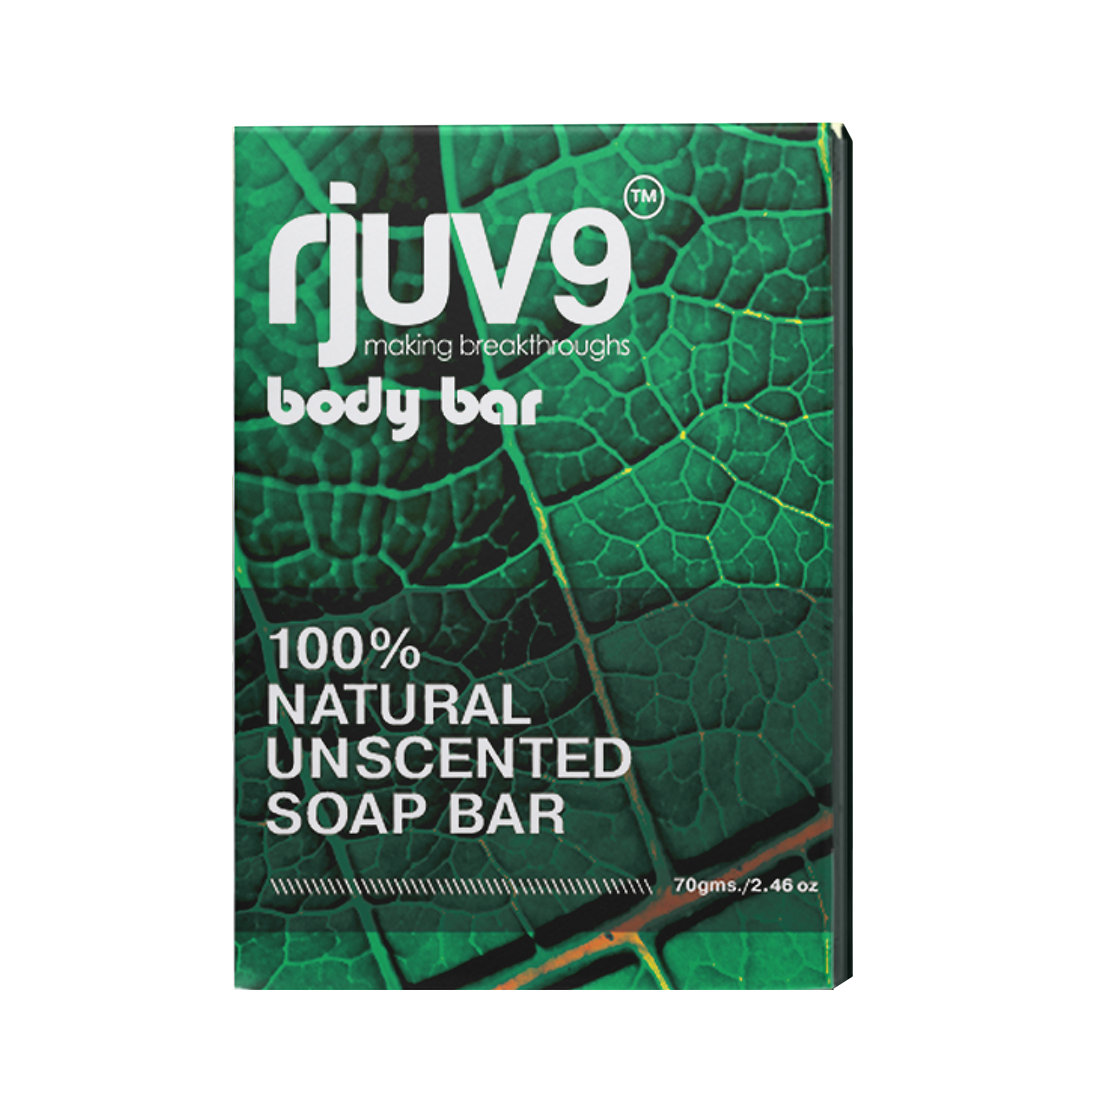 rjuv9 TM
making breakthroughs
body bar
100%
NATURAL
UNSCENTED
SOAP BAR
70gms./2.46 oz